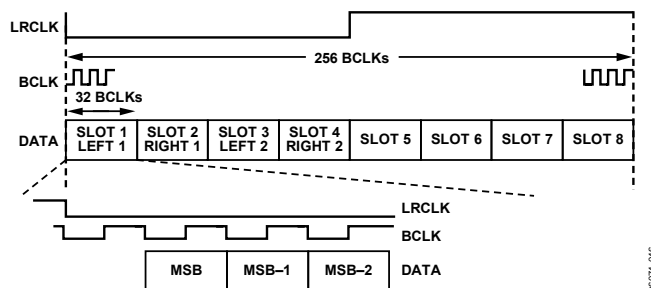 LRCLK
256 BCLKs
BCLK
32 BCLKs
DATA
SLOT 1
LEFT 1
SLOT 2
RIGHT 1
SLOT 3
LEFT 2
SLOT 4
RIGHT 2
SLOT 5
SLOT 6
SLOT 7
SLOT 8
LRCLK
BCLK
MSB
MSB–1
MSB–2
DATA